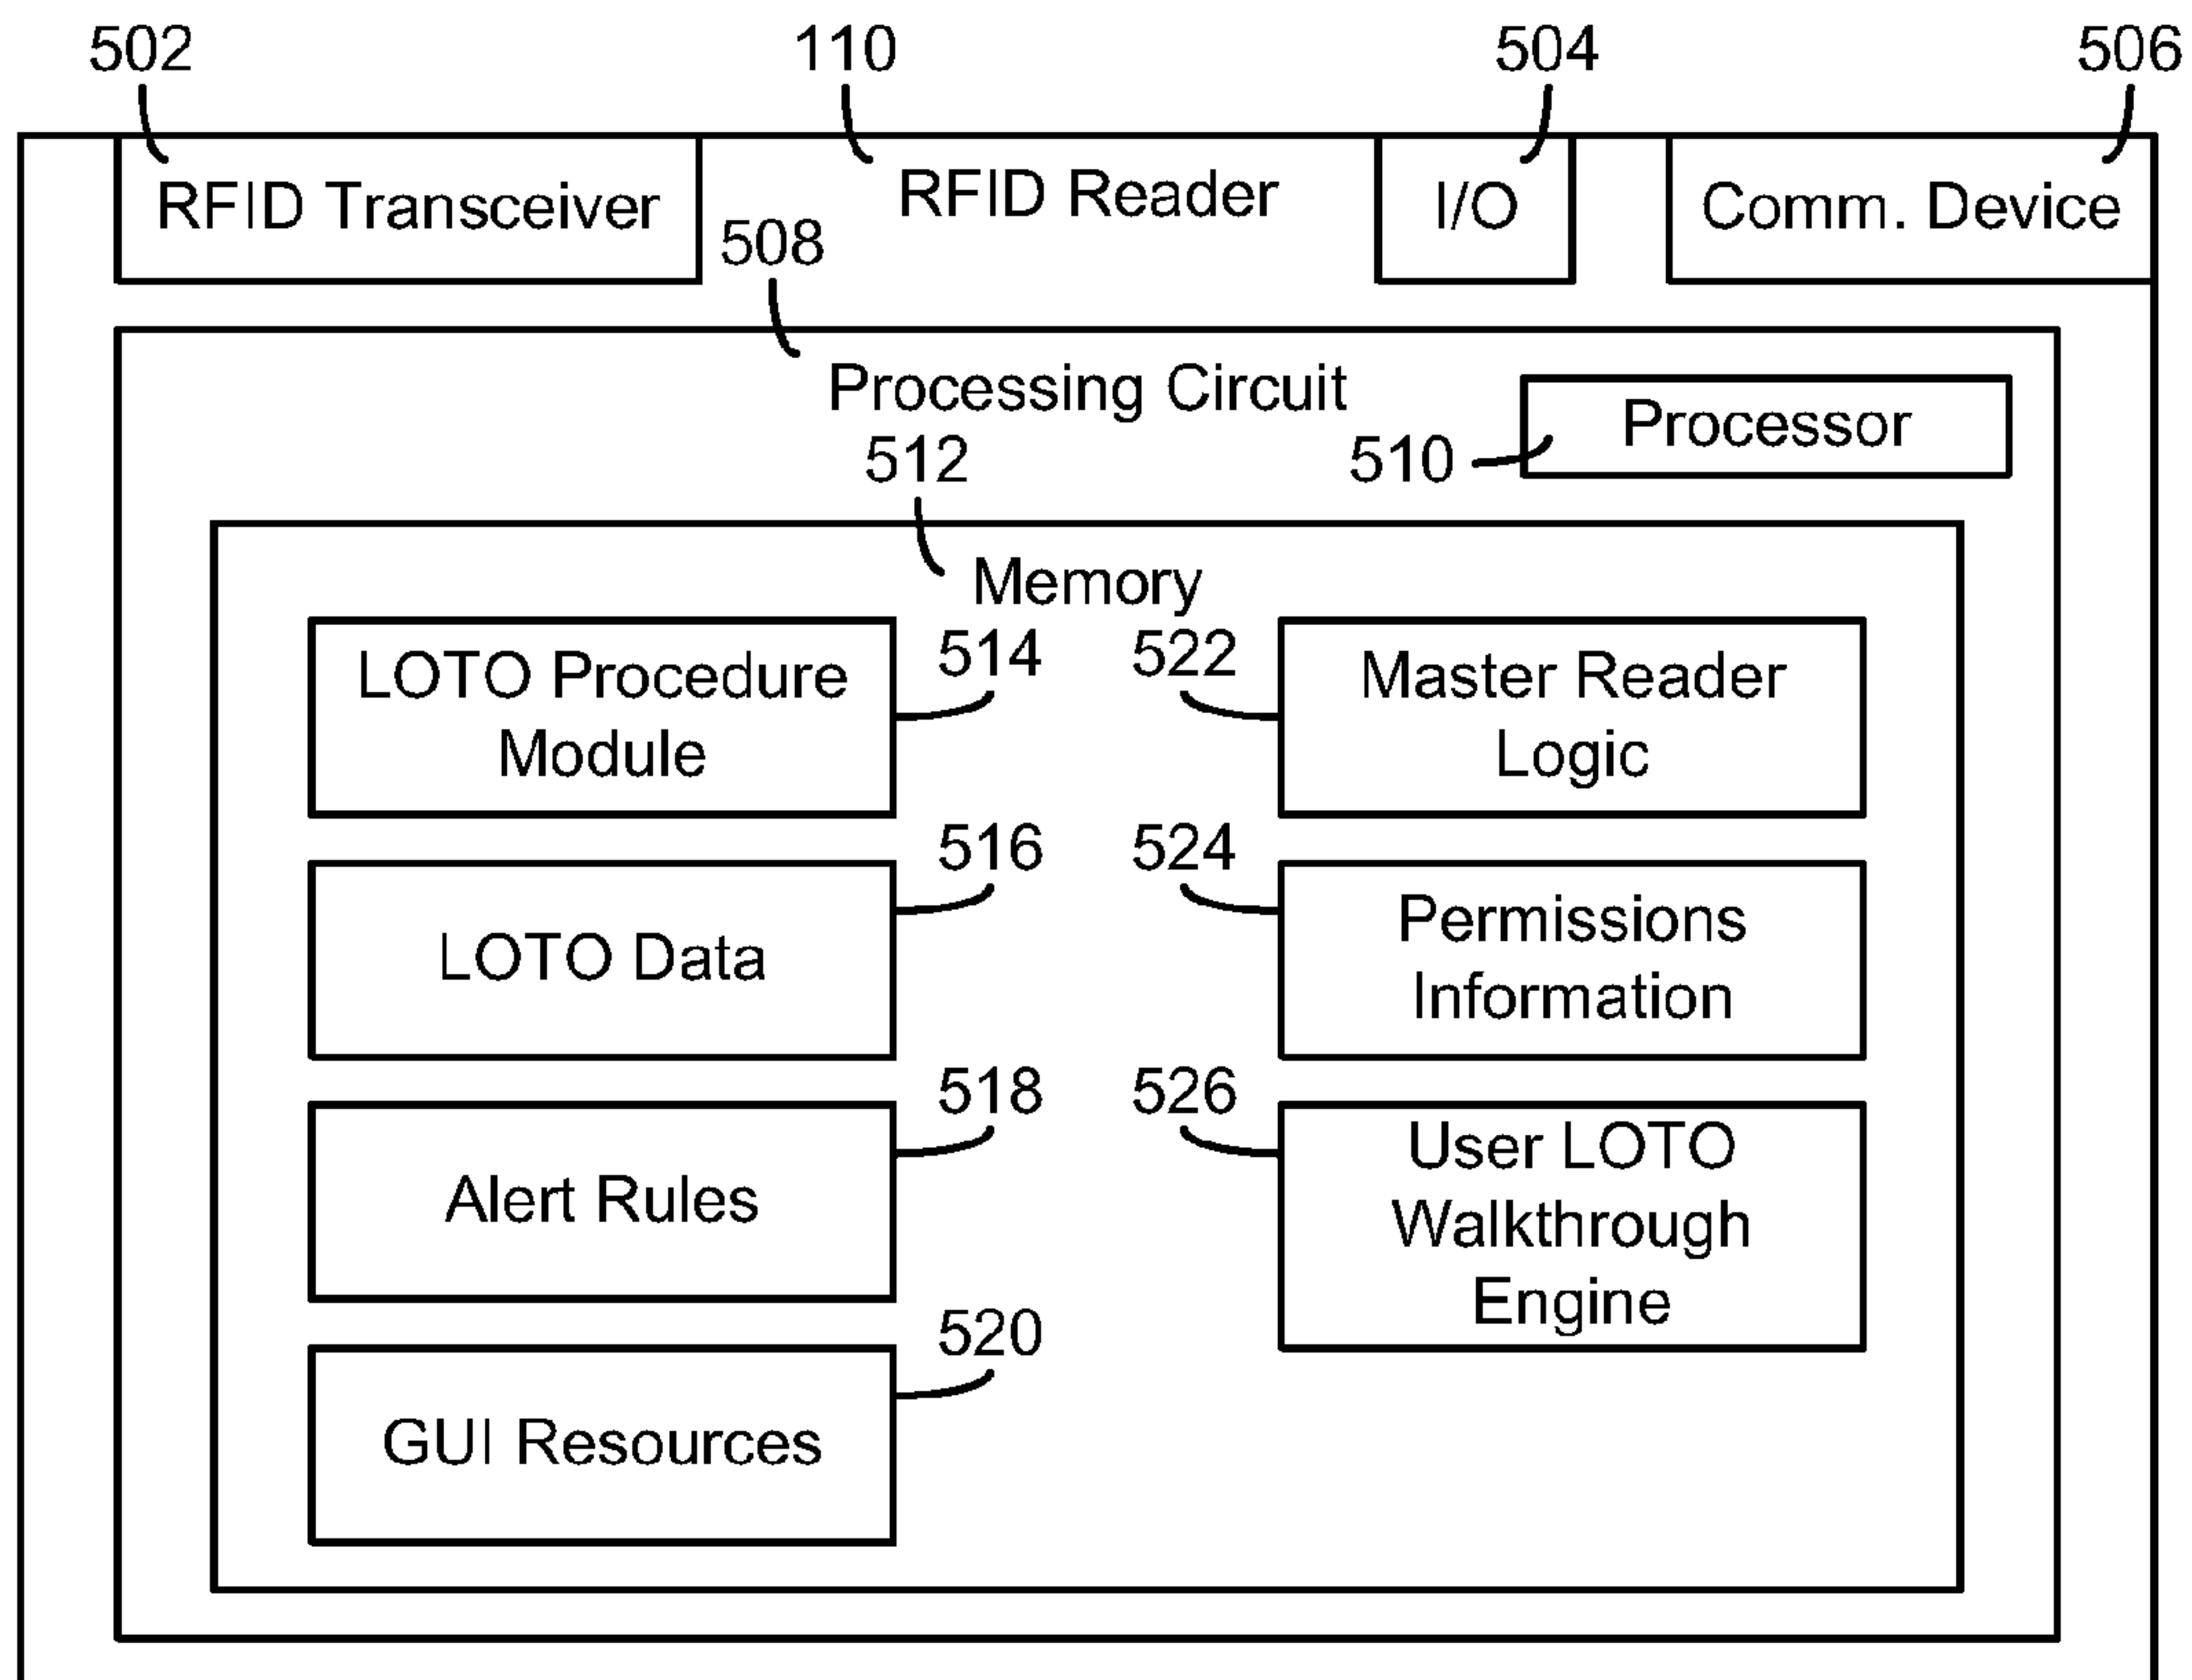 502
110
504
506
RFID Transceiver
RFID Reader
I/O
Comm. Device
508
Processing Circuit
Processor
510
512
Memory
LOTO Procedure
Module
514
522
Master Reader
Logic
LOTO Data
516
524
Permissions
Information
Alert Rules
518
526
User LOTO
Walkthrough
Engine
GUI Resources
520